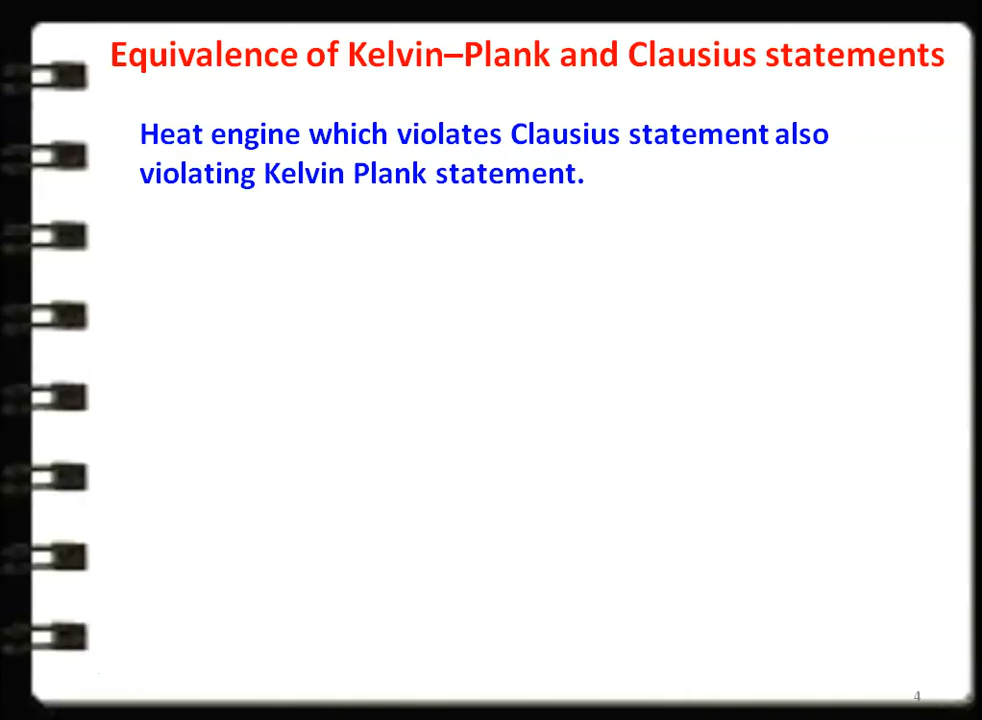 Equivalence of Kelvin–Plank and Clausius statements
Heat engine which violates Clausius statement also
violating Kelvin Plank statement.
4